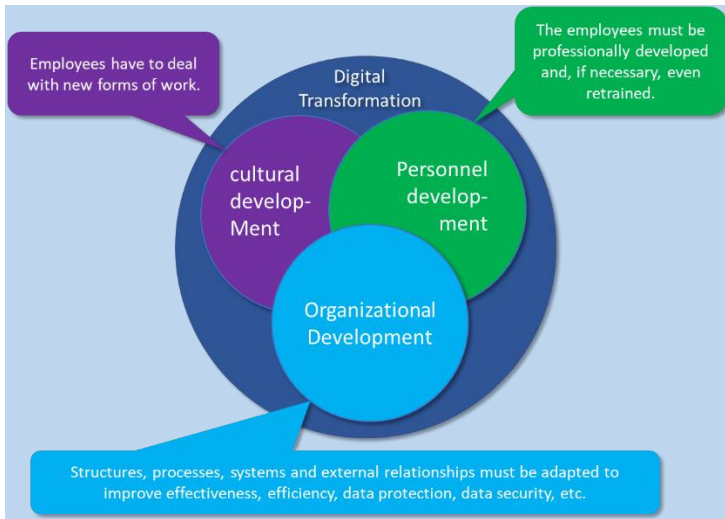 The employees must be
professionally developed
and, if necessary, even
retrained.
Employees have to deal
with new forms of work.
Digital
Transformation
cultural
develop-
Ment
Personnel
develop-
ment
Organizational
Development
Structures, processes, systems and external relationships must be adapted to
improve effectiveness, efficiency, data protection, data security, etc.